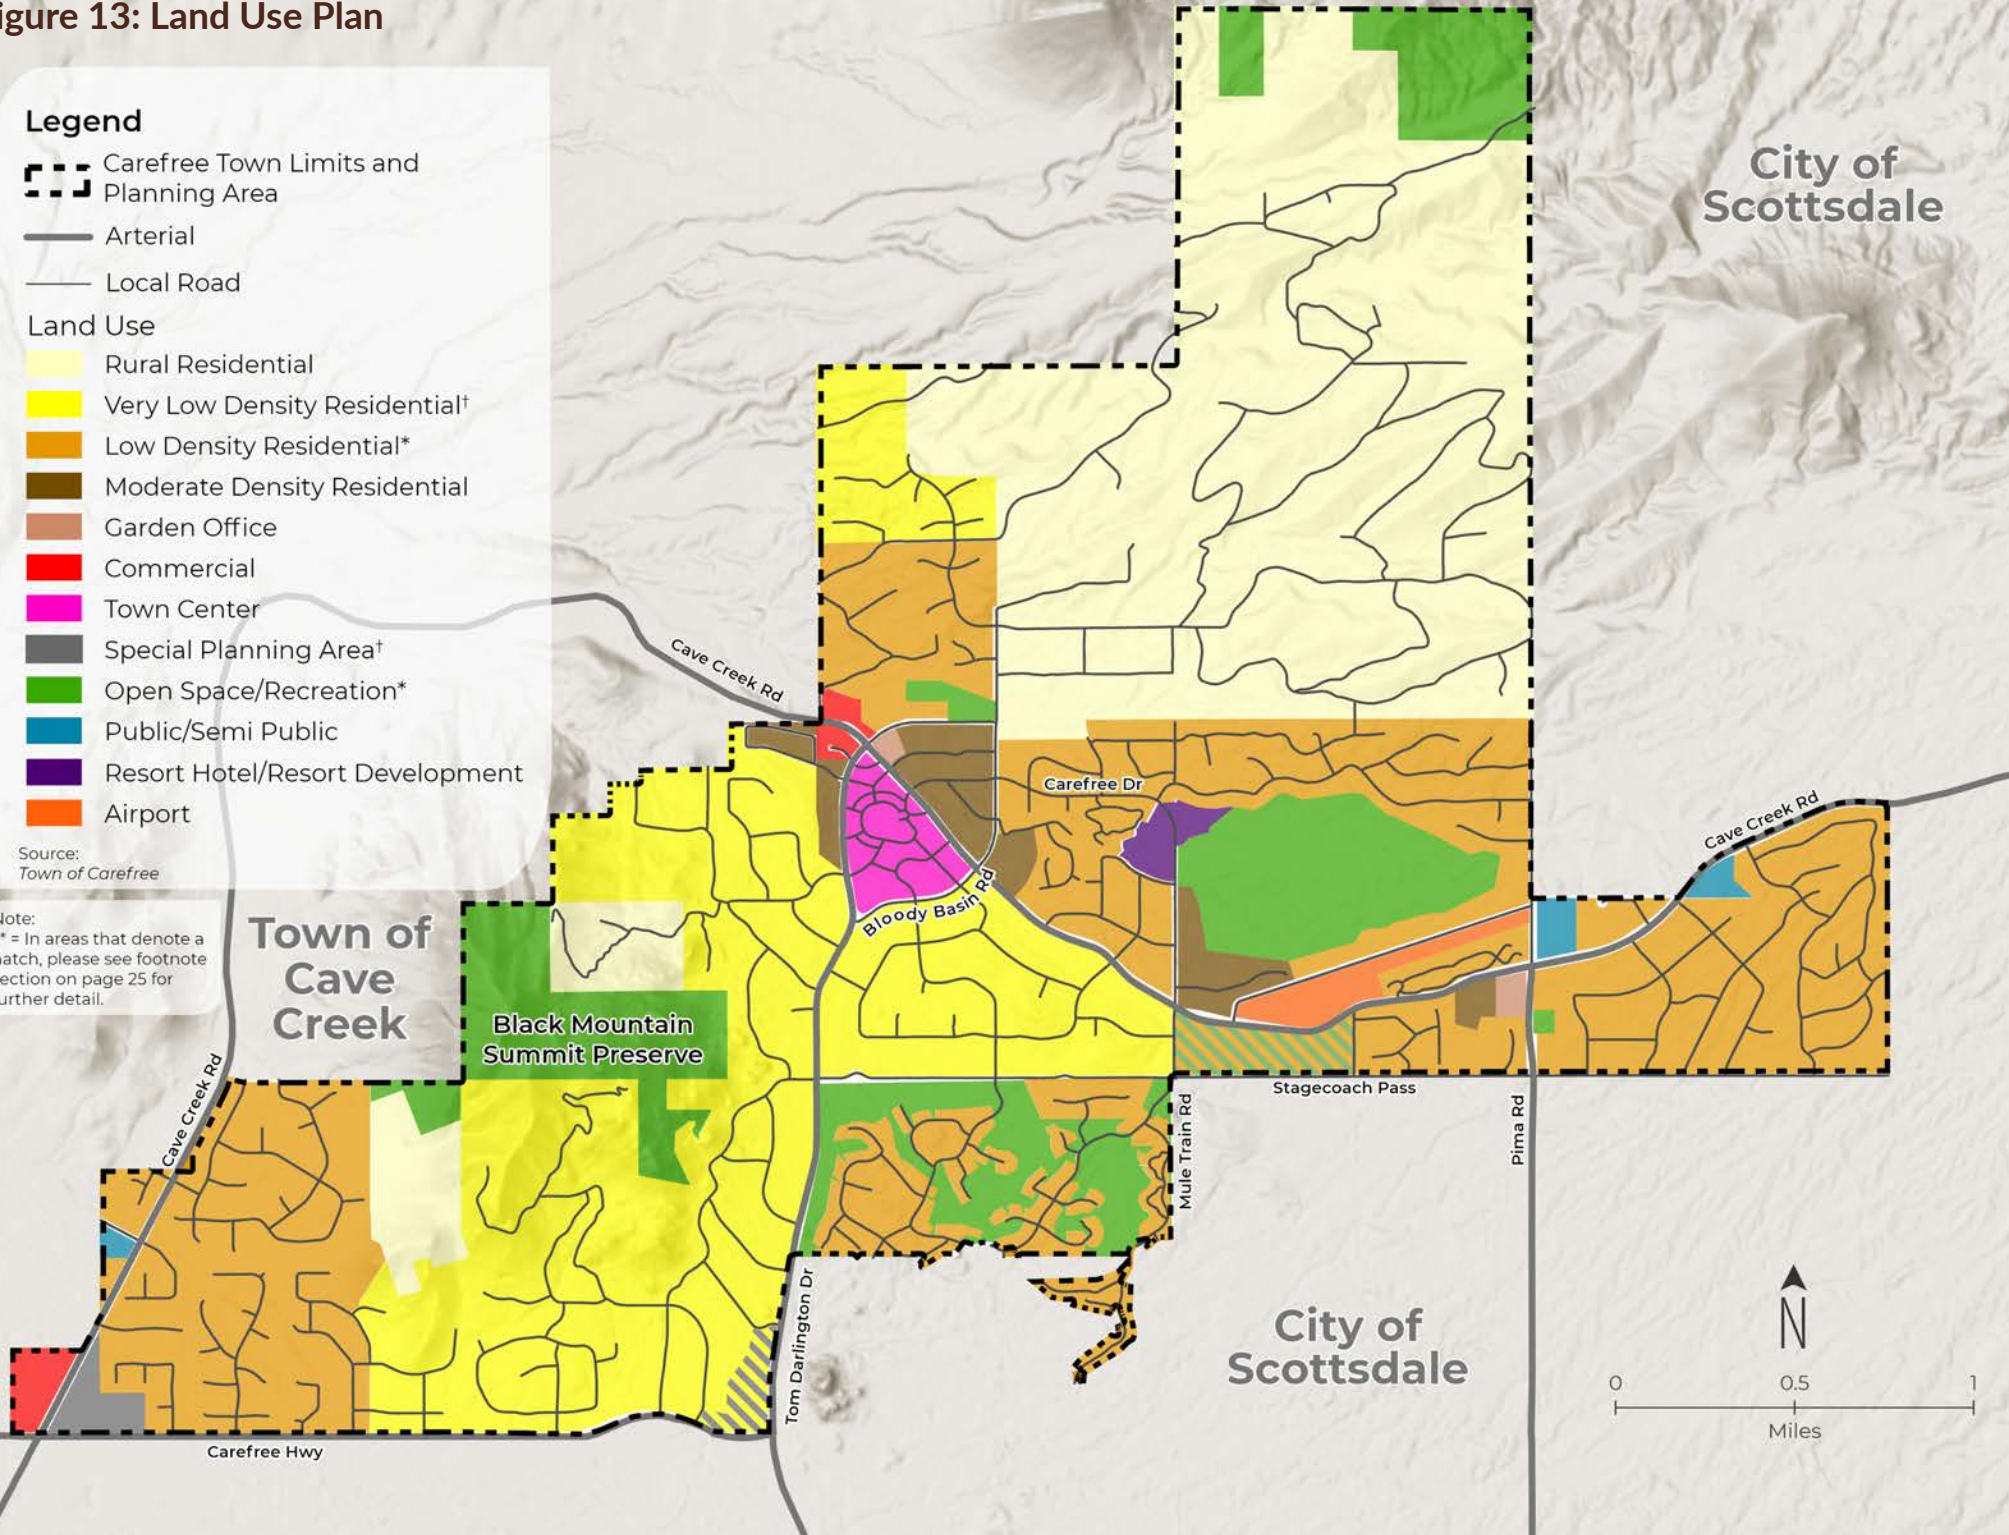 igure 13: Land Use Plan
Legend
Carefree Town Limits and
Planning Area
Arterial
Local Road
Land Use
Rural Residential
Very Low Density Residential†
Low Density Residential*
Moderate Density Residential
Garden Office
Commercial
Town Center
Special Planning Area†
Open Space/Recreation*
Public/Semi Public
Resort Hotel/Resort Development
Airport
Source:
Town of Carefree
Note:
* = In areas that denote a
hatch, please see footnote
ection on page 25 for
urther detail.
City of
Scottsdale
Cave Creek Rd
Carefree Dr
Cave Creek Rd
Bloody Basin Rd
Town of
Cave
Creek
Black Mountain
Summit Preserve
Cave Creek Rd
Stagecoach Pass
Mule Train Rd
Pima Rd
Tom Darlington Dr
City of
Scottsdale
N
0 0.5 1
Miles
Carefree Hwy